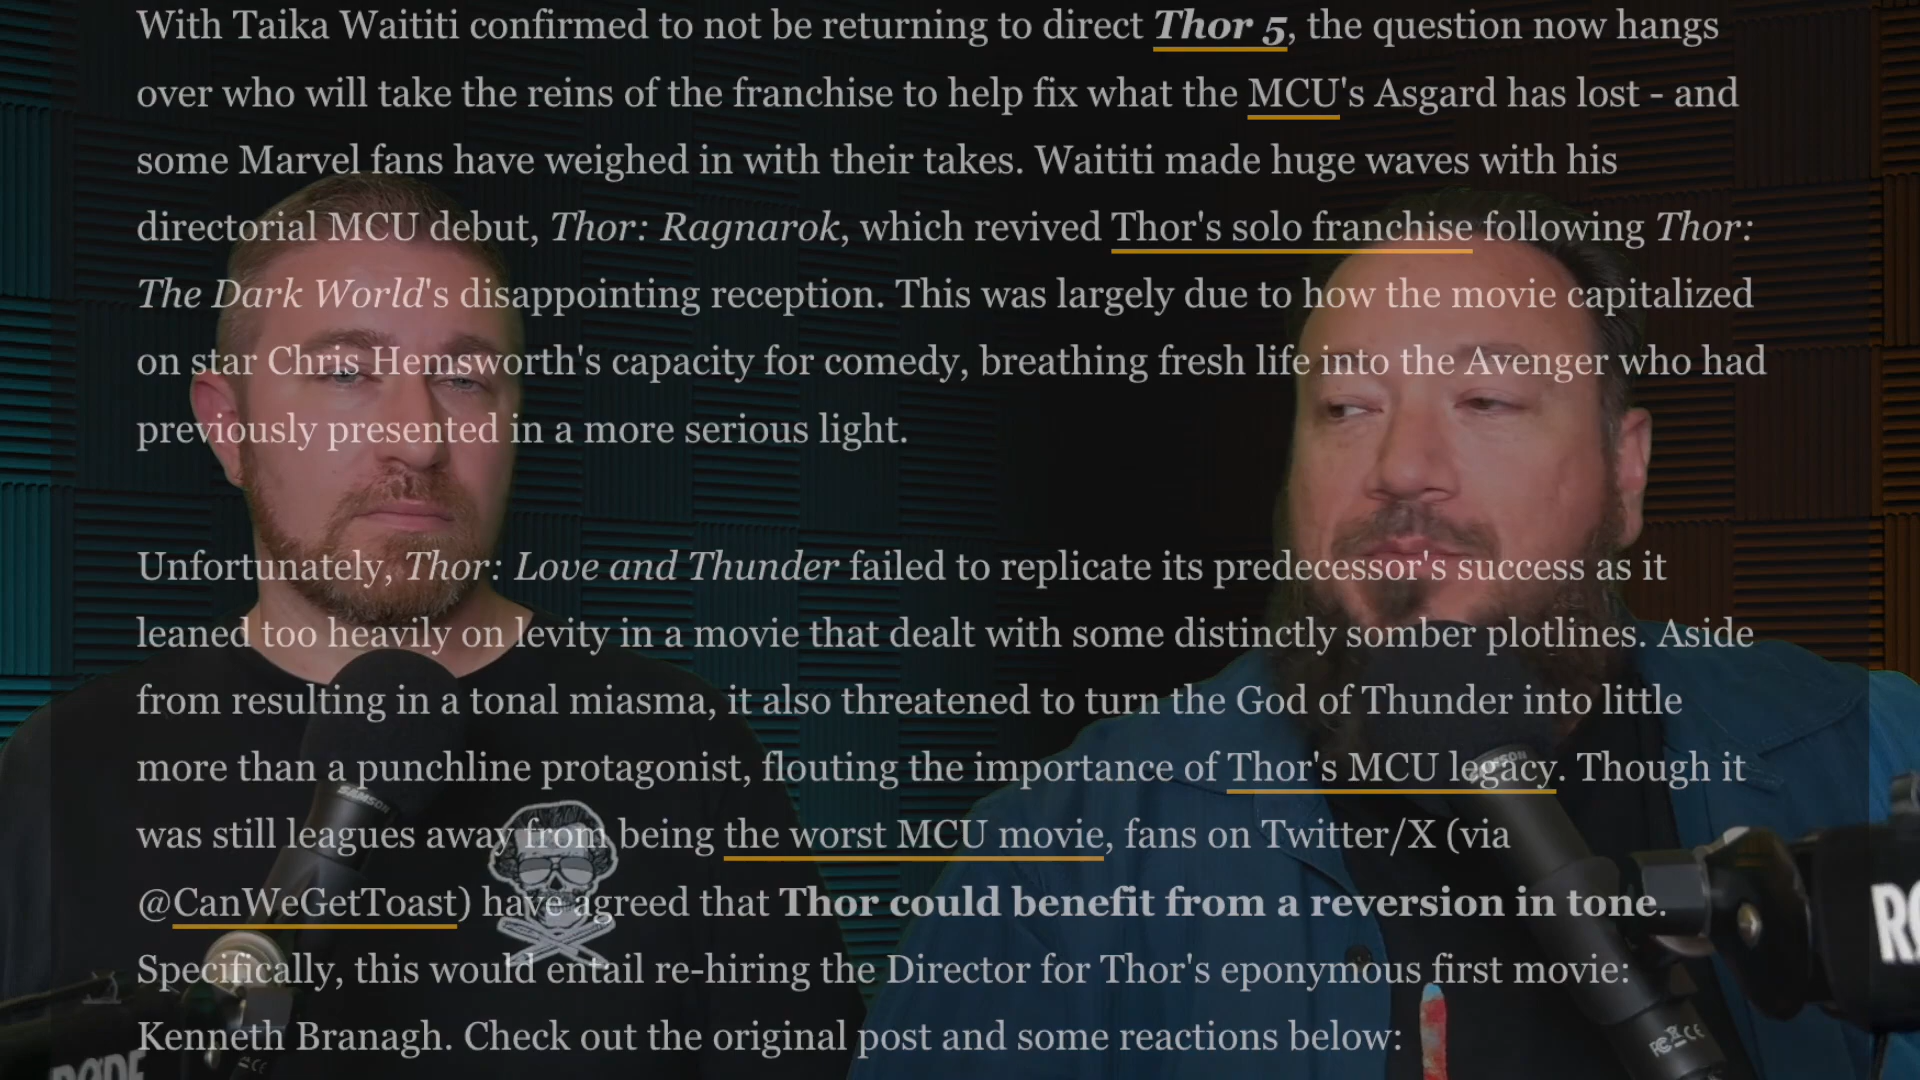 With Taika Waititi confirmed to not be returning to direct Thor 5, the question now hangs
over who will take the reins of the franchise to help fix what the MCU's Asgard has lost - and
some Marvel fans have weighed in with their takes. Waititi made huge waves with his
directorial MCU debut, Thor: Ragnarok, which revived Thor's solo franchise following Thor:
The Dark World's disappointing reception. This was largely due to how the movie capitalized
on star Chris Hemsworth's capacity for comedy, breathing fresh life into the Avenger who had
previously presented in a more serious light.
Unfortunately, Thor: Love and Thunder failed to replicate its predecessor's success as it
leaned too heavily on levity in a movie that dealt with some distinctly somber plotlines. Aside
from resulting in a tonal miasma, it also threatened to turn the God of Thunder into little
more than a punchline protagonist, flouting the importance of Thor's MCU legacy. Though it
was still leagues away from being the worst MCU movie, fans on Twitter/X (via
@CanWeGetToast) have agreed that Thor could benefit from a reversion in tone.
Specifically, this would entail re-hiring the Director for Thor's eponymous first movie:
Kenneth Branagh. Check out the original post and some reactions below:
SAMSON
SAMSON
RØDE